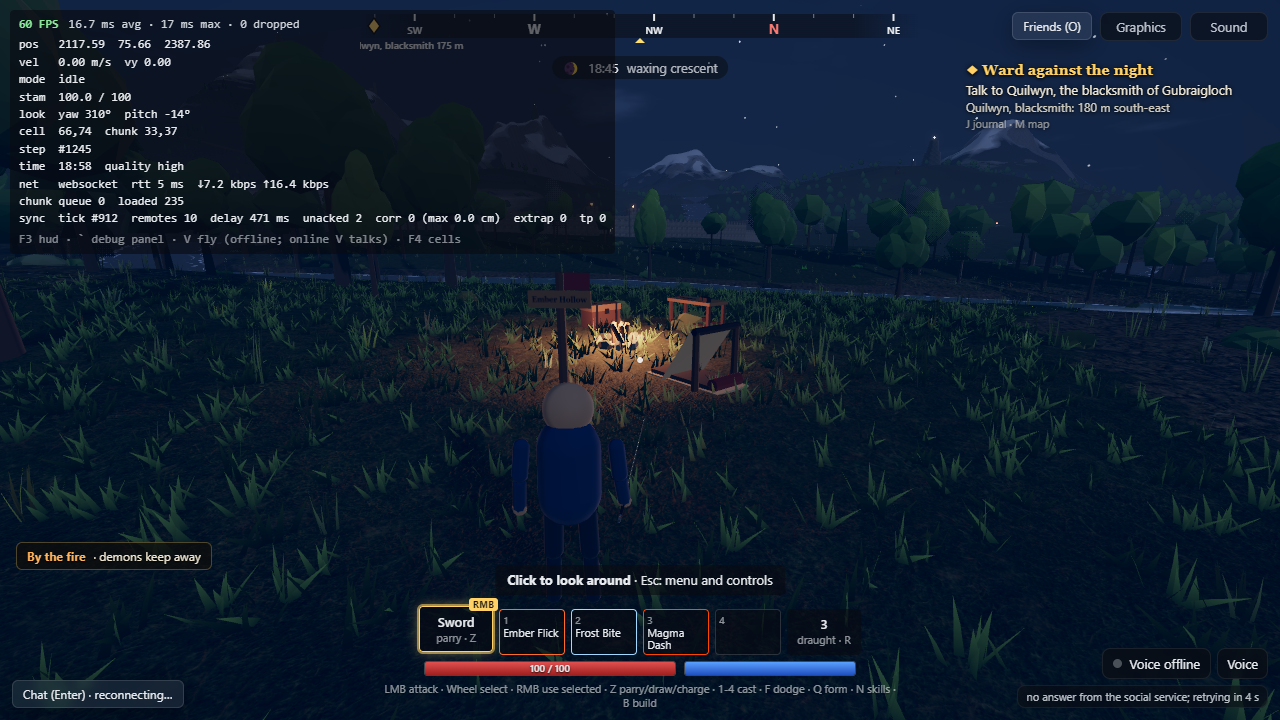 60 FPS 16.7 ms avg · 17 ms max · 0 dropped
pos 2117.59 75.66 2387.86
vel 0.00 m/s vy 0.00
mode idle
stam 100.0 / 100
look yaw 310° pitch -14°
cell 66,74 chunk 33,37
step #1245
time 18:58 quality high
net websocket rtt 5 ms ↓7.2 kbps ↑16.4 kbps
chunk queue 0 loaded 235
sync tick #912 remotes 10 delay 471 ms unacked 2 corr 0 (max 0.0 cm) extrap 0 tp 0
F3 hud · ` debug panel · V fly (offline; online V talks) · F4 cells
SW W NW N NE
lwyn, blacksmith 175 m
18:45 waxing crescent
Friends (O)
Graphics
Sound
Ward against the night
Talk to Quilwyn, the blacksmith of Gubraigloch
Quilwyn, blacksmith: 180 m south-east
J journal · M map
Ember Hollow
By the fire · demons keep away
Click to look around · Esc: menu and controls
RMB
Sword
parry · Z
1
Ember Flick
2
Frost Bite
3
Magma
Dash
4
3
draught · R
100 / 100
LMB attack · Wheel select · RMB use selected · Z parry/draw/charge · 1-4 cast · F dodge · Q form · N skills ·
B build
Chat (Enter) · reconnecting...
Voice offline
Voice
no answer from the social service; retrying in 4 s